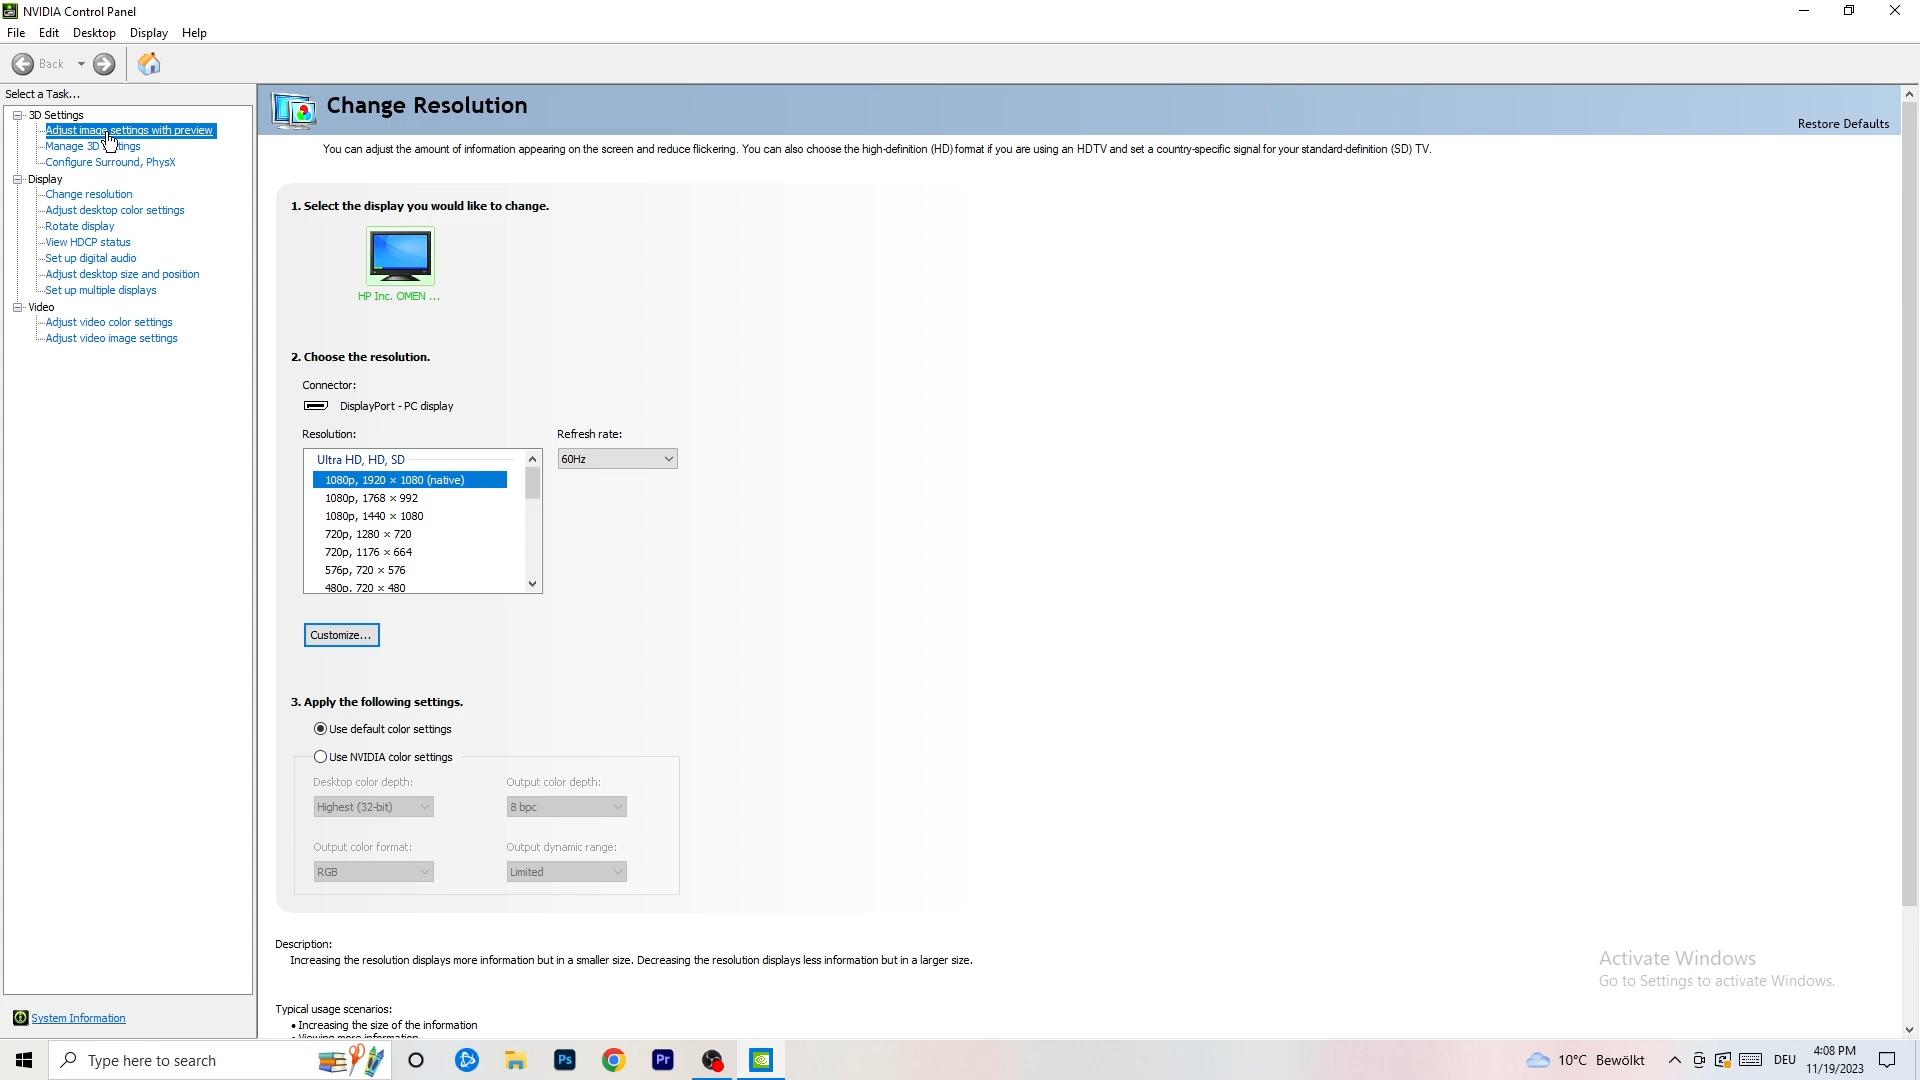 NVIDIA Control Panel
File Edit Desktop Display Help
Back
Select a Task...
3D Settings
Adjust image settings with preview
Manage 3D
Configure Surround, PhysX
Display
Change resolution
Adjust desktop color settings
Rotate display
View HDCP status
Set up digital audio
Adjust desktop size and position
Set up multiple displays
Video
Adjust video color settings
Adjust video image settings
System Information
Change Resolution
Restore Defaults
You can adjust the amount of information appearing on the screen and reduce flickering. You can also choose the high-definition (HD) format if you are using an HDTV and set a country-specific signal for your standard-definition (SD) TV.
1. Select the display you would like to change.
HP Inc. OMEN ...
2. Choose the resolution.
Connector:
DisplayPort - PC display
Resolution:
Refresh rate:
Ultra HD, HD, SD
60Hz
1080p, 1920 × 1080 (native)
1080p, 1768 × 992
1080p, 1440 × 1080
720p, 1280 × 720
720p, 1176 × 664
576p, 720 × 576
480p, 720 × 480
Customize...
3. Apply the following settings.
Use default color settings
Use NVIDIA color settings
Desktop color depth:
Output color depth:
Highest (32-bit)
8 bpc
Output color format:
Output dynamic range:
RGB
Limited
Description:
Increasing the resolution displays more information but in a smaller size. Decreasing the resolution displays less information but in a larger size.
Typical usage scenarios:
• Increasing the size of the information
• Viewing more information
Activate Windows
Go to Settings to activate Windows.
Type here to search
Ps
Pr
10°C Bewölkt
DEU
4:08 PM
11/19/2023